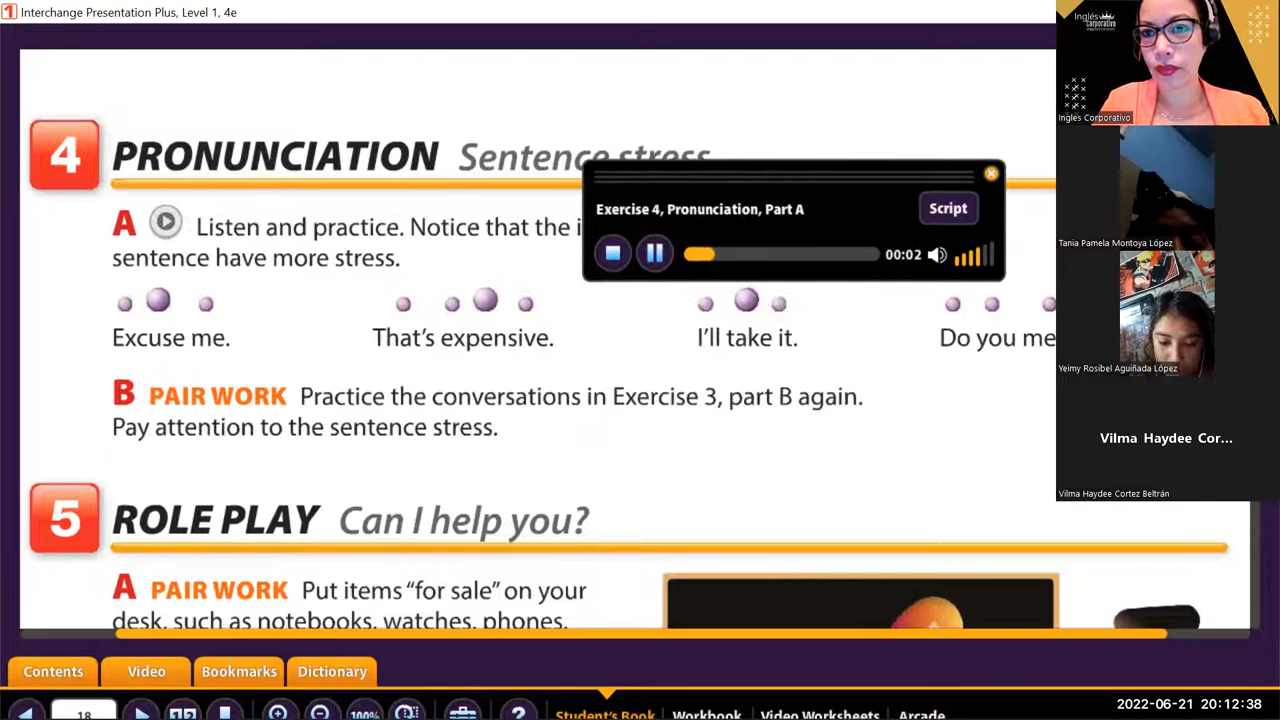 Interchange Presentation Plus, Level 1, 4e
Inglés
Corporativo
Inglés Corporativo
4 PRONUNCIATION Sentence stress
Exercise 4, Pronunciation, Part A
Script
00:02
A Listen and practice. Notice that the i
sentence have more stress.
Excuse me. That's expensive. I'll take it. Do you me
B PAIR WORK Practice the conversations in Exercise 3, part B again.
Pay attention to the sentence stress.
Tania Pamela Montoya López
Yeimy Rosibel Aguiñada López
Vilma Haydee Cor...
Vilma Haydee Cortez Beltrán
5 ROLE PLAY Can I help you?
A PAIR WORK Put items "for sale" on your
desk, such as notebooks, watches, phones,
Contents Video Bookmarks Dictionary
18
100%
Student's Book Workbook Video Worksheets Arcade
2022-06-21 20:12:38